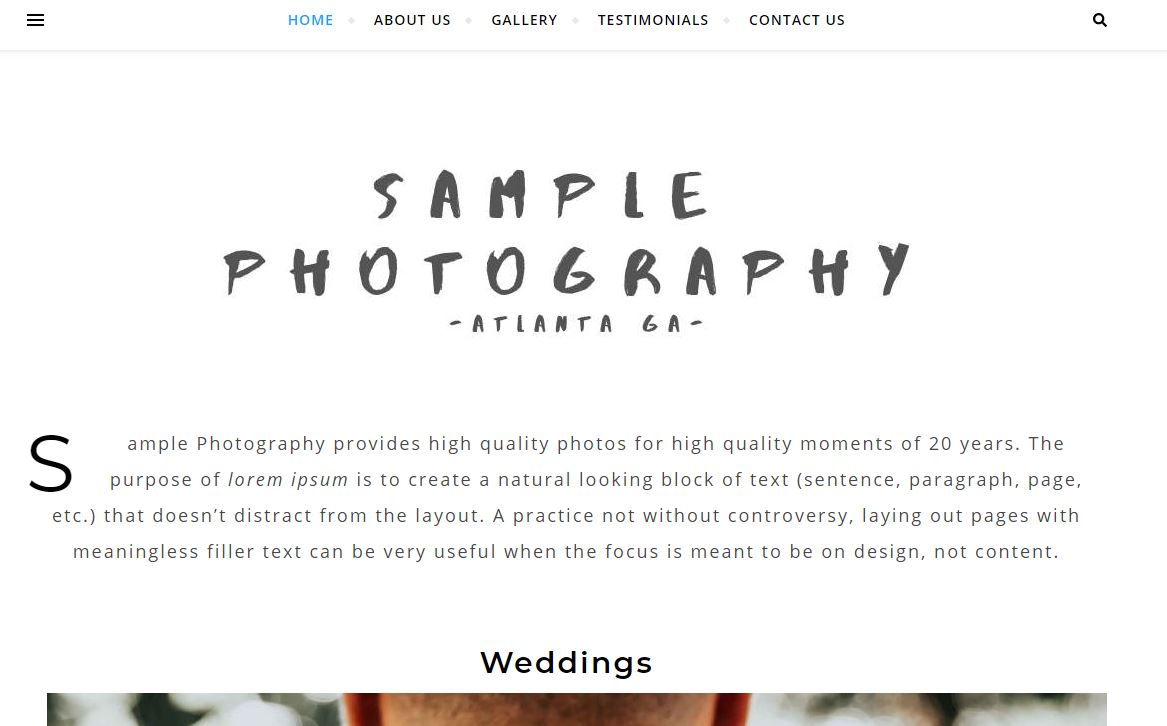 HOME ABOUT US GALLERY TESTIMONIALS CONTACT US
SAMPLE
PHOTOGRAPHY
-ATLANTA GA-
Sample Photography provides high quality photos for high quality moments of 20 years. The
purpose of lorem ipsum is to create a natural looking block of text (sentence, paragraph, page,
etc.) that doesn’t distract from the layout. A practice not without controversy, laying out pages with
meaningless filler text can be very useful when the focus is meant to be on design, not content.
Weddings